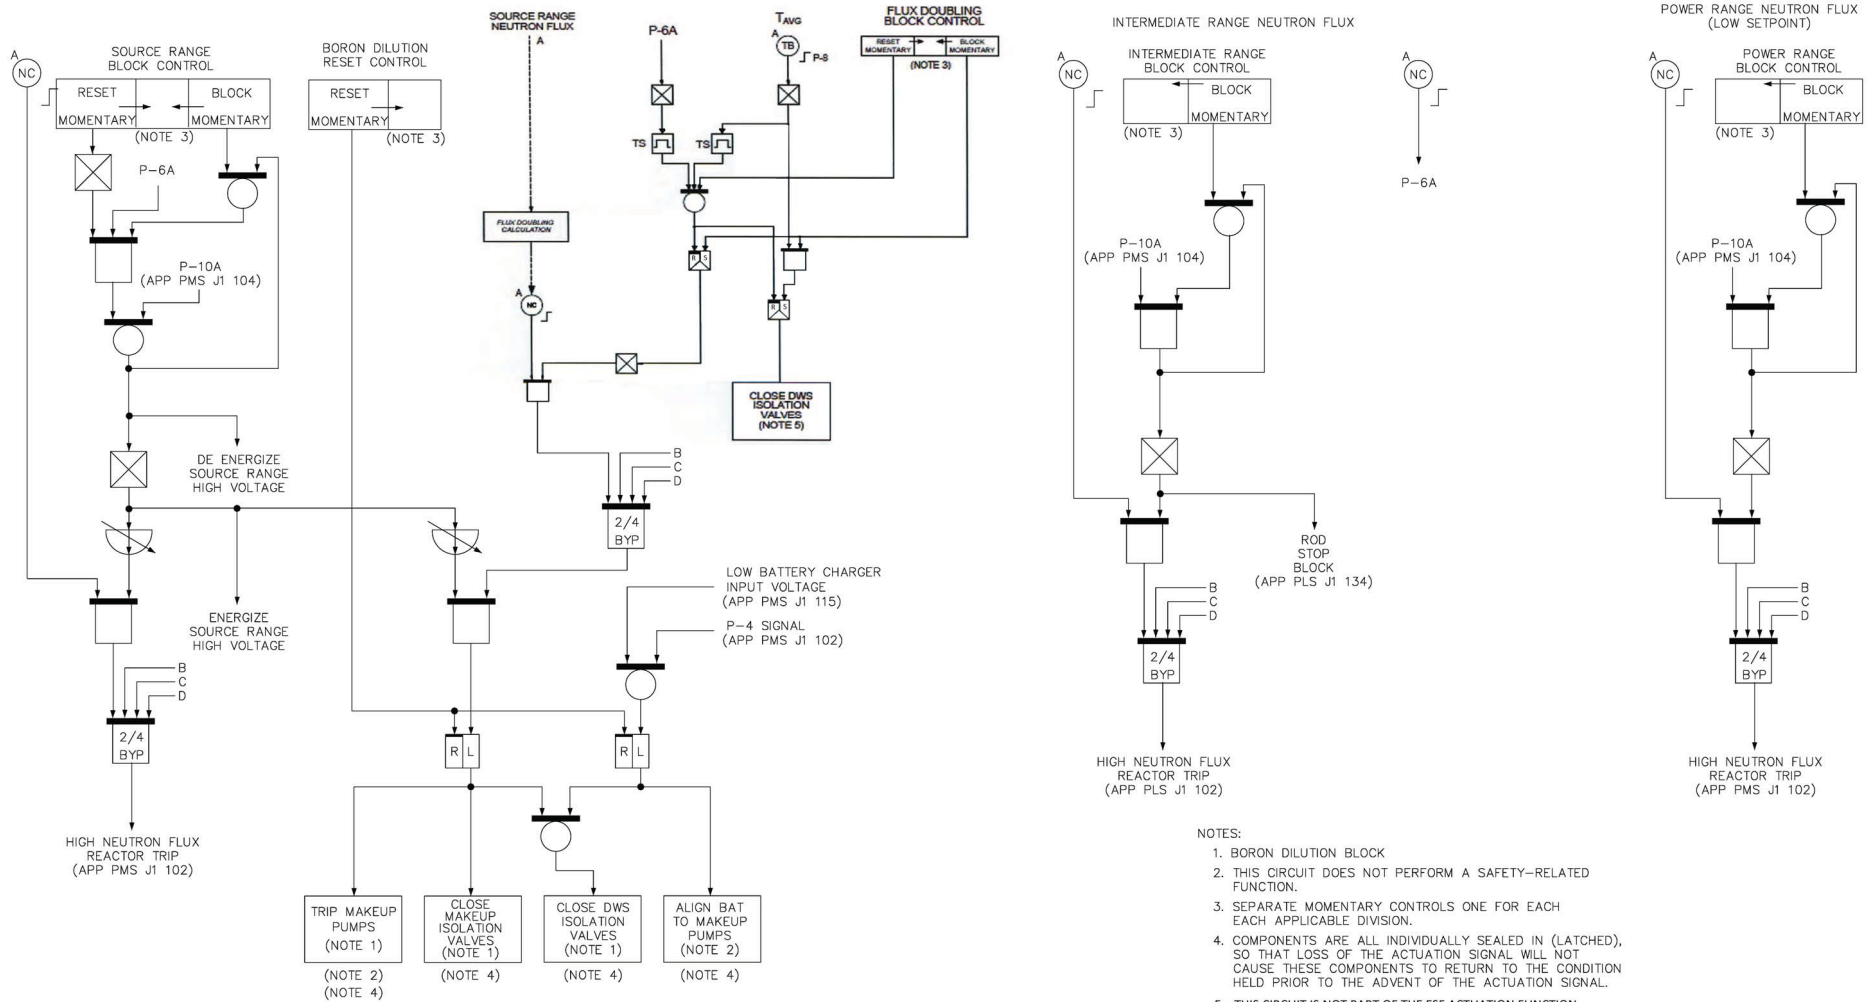 SOURCE RANGE
BLOCK CONTROL
A
NC
RESET
BLOCK
MOMENTARY
MOMENTARY
(NOTE 3)
P-6A
P-10A
(APP PMS J1 104)
DE ENERGIZE
SOURCE RANGE
HIGH VOLTAGE
ENERGIZE
SOURCE RANGE
HIGH VOLTAGE
B
C
D
2/4
BYP
HIGH NEUTRON FLUX
REACTOR TRIP
(APP PMS J1 102)
BORON DILUTION
RESET CONTROL
RESET
MOMENTARY
(NOTE 3)
SOURCE RANGE
NEUTRON FLUX
A
FLUX DOUBLING
CALCULATION
A
NC
P-6A
TAVG
A
TB
P-8
TS
TS
FLUX DOUBLING
BLOCK CONTROL
RESET
MOMENTARY
BLOCK
MOMENTARY
(NOTE 3)
R S
R S
CLOSE DWS
ISOLATION
VALVES
(NOTE 5)
B
C
D
2/4
BYP
LOW BATTERY CHARGER
INPUT VOLTAGE
(APP PMS J1 115)
P-4 SIGNAL
(APP PMS J1 102)
R L
R L
TRIP MAKEUP
PUMPS
(NOTE 1)
(NOTE 2)
(NOTE 4)
CLOSE
MAKEUP
ISOLATION
VALVES
(NOTE 1)
(NOTE 4)
CLOSE DWS
ISOLATION
VALVES
(NOTE 1)
(NOTE 4)
ALIGN BAT
TO MAKEUP
PUMPS
(NOTE 2)
(NOTE 4)
INTERMEDIATE RANGE NEUTRON FLUX
A
NC
INTERMEDIATE RANGE
BLOCK CONTROL
BLOCK
MOMENTARY
(NOTE 3)
P-10A
(APP PMS J1 104)
ROD
STOP
BLOCK
(APP PLS J1 134)
B
C
D
2/4
BYP
HIGH NEUTRON FLUX
REACTOR TRIP
(APP PLS J1 102)
A
NC
P-6A
POWER RANGE NEUTRON FLUX
(LOW SETPOINT)
A
NC
POWER RANGE
BLOCK CONTROL
BLOCK
MOMENTARY
(NOTE 3)
P-10A
(APP PMS J1 104)
B
C
D
2/4
BYP
HIGH NEUTRON FLUX
REACTOR TRIP
(APP PMS J1 102)
NOTES:
1. BORON DILUTION BLOCK
2. THIS CIRCUIT DOES NOT PERFORM A SAFETY-RELATED
FUNCTION.
3. SEPARATE MOMENTARY CONTROLS ONE FOR EACH
EACH APPLICABLE DIVISION.
4. COMPONENTS ARE ALL INDIVIDUALLY SEALED IN (LATCHED),
SO THAT LOSS OF THE ACTUATION SIGNAL WILL NOT
CAUSE THESE COMPONENTS TO RETURN TO THE CONDITION
HELD PRIOR TO THE ADVENT OF THE ACTUATION SIGNAL.
5. THIS CIRCUIT IS NOT PART OF THE ESF ACTUATION FUNCTION